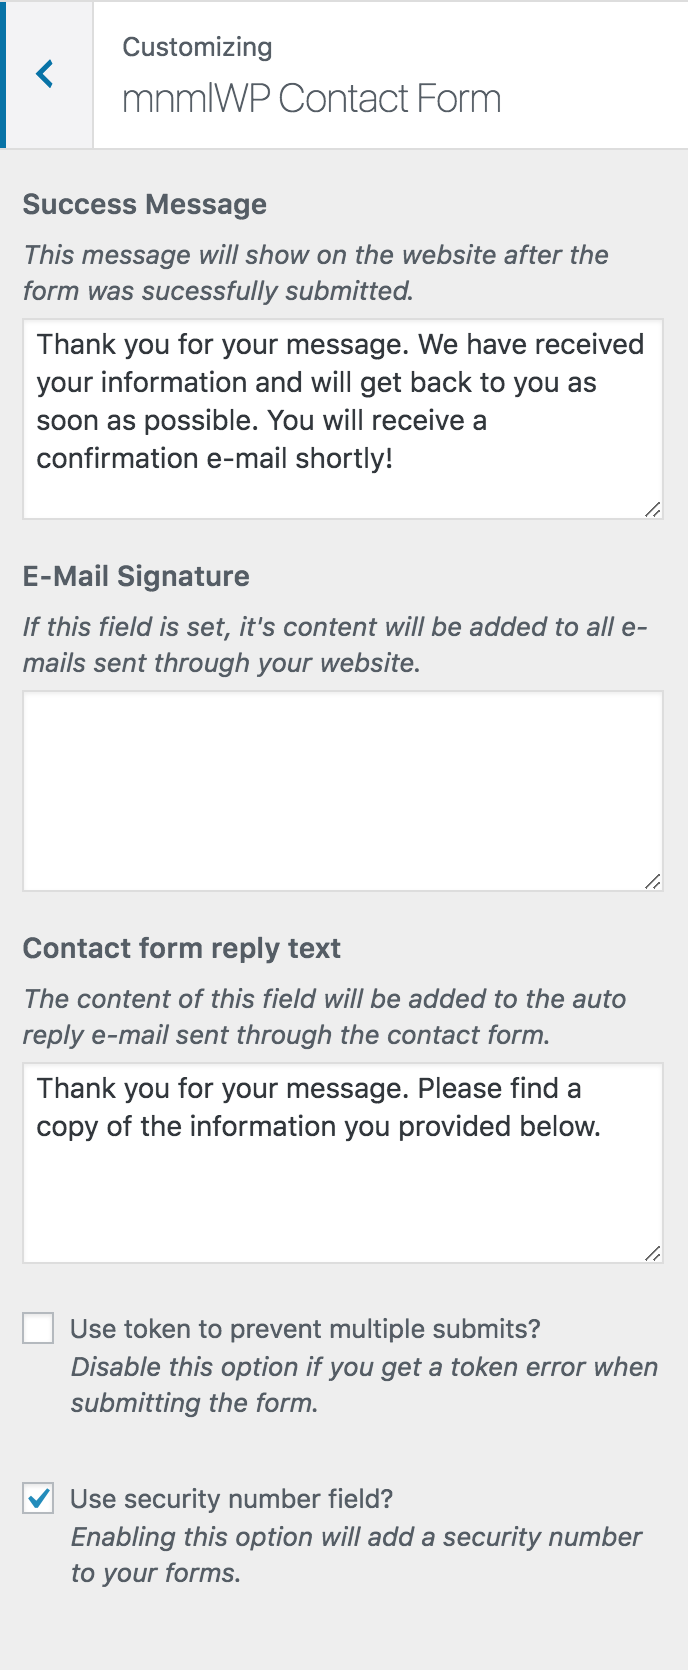 Customizing
mnmlWP Contact Form
Success Message
This message will show on the website after the
form was sucessfully submitted.
Thank you for your message. We have received
your information and will get back to you as
soon as possible. You will receive a
confirmation e-mail shortly!
E-Mail Signature
If this field is set, it's content will be added to all e-
mails sent through your website.
Contact form reply text
The content of this field will be added to the auto
reply e-mail sent through the contact form.
Thank you for your message. Please find a
copy of the information you provided below.
Use token to prevent multiple submits?
Disable this option if you get a token error when
submitting the form.
Use security number field?
Enabling this option will add a security number
to your forms.